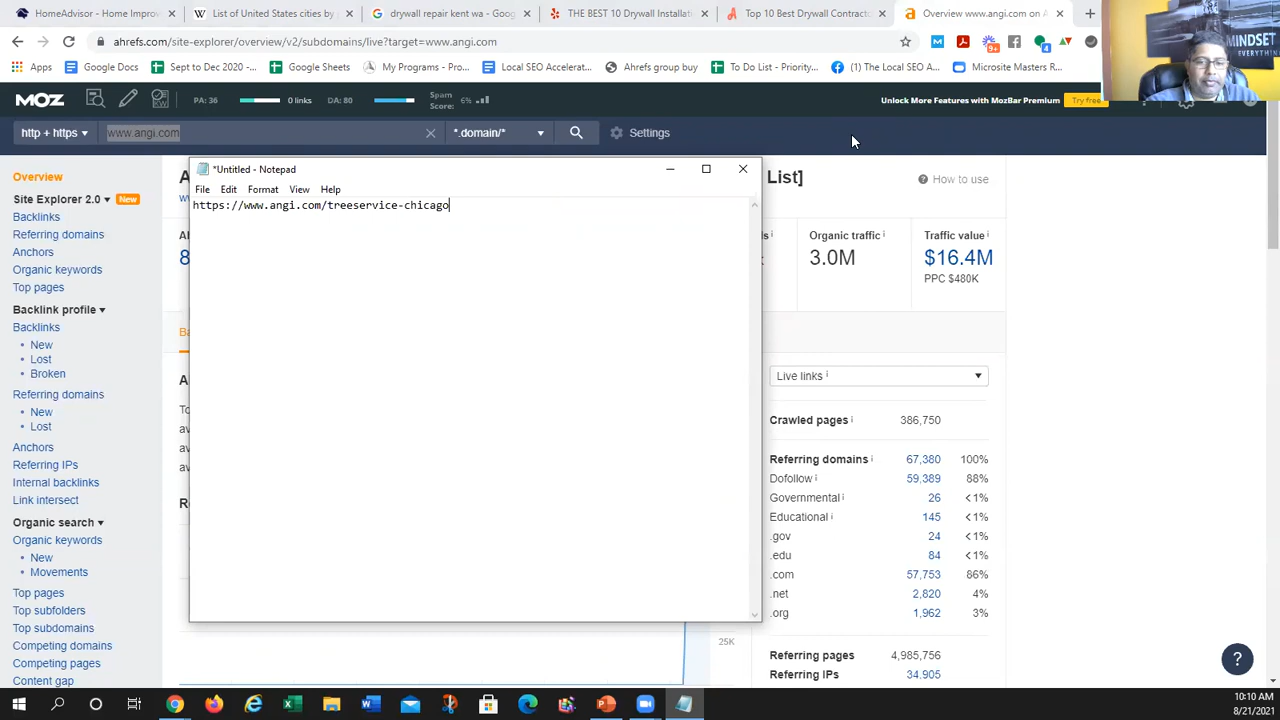 HomeAdvisor - Home Improv
List of United States cities by
drywall repair kent wa - Goog
THE BEST 10 Drywall Installat
Top 10 Best Drywall Contracto
Overview www.angi.com on A
ahrefs.com/site-explorer/overview/v2/subdomains/live?target=www.angi.com
9+
4
MINDSET
EVERYTHING
Apps
Google Docs
Sept to Dec 2020 -...
Google Sheets
My Programs - Pro...
Local SEO Accelera...
Ahrefs group buy
To Do List - Priority...
(1) The Local SEO A...
Microsite Masters R...
MOZ
PA: 36
0 links
DA: 80
Spam
Score: 6%
Unlock More Features with MozBar Premium
Try free
http + https
www.angi.com
*.domain/*
Settings
*Untitled - Notepad
File Edit Format View Help
https://www.angi.com/treeservice-chicago
Overview
Site Explorer 2.0 New
Backlinks
Referring domains
Anchors
Organic keywords
Top pages
Backlink profile
Backlinks
• New
• Lost
• Broken
Referring domains
• New
• Lost
Anchors
Referring IPs
Internal backlinks
Link intersect
Organic search
Organic keywords
• New
• Movements
Top pages
Top subfolders
Top subdomains
Competing domains
Competing pages
Content gap
List]
How to use
Organic traffic
3.0M
Traffic value
$16.4M
PPC $480K
Live links
Crawled pages 386,750
Referring domains 67,380 100%
Dofollow 59,389 88%
Governmental 26 <1%
Educational 145 <1%
.gov 24 <1%
.edu 84 <1%
.com 57,753 86%
.net 2,820 4%
.org 1,962 3%
Referring pages 4,985,756
Referring IPs 34,905
25K
?
10:10 AM
8/21/2021